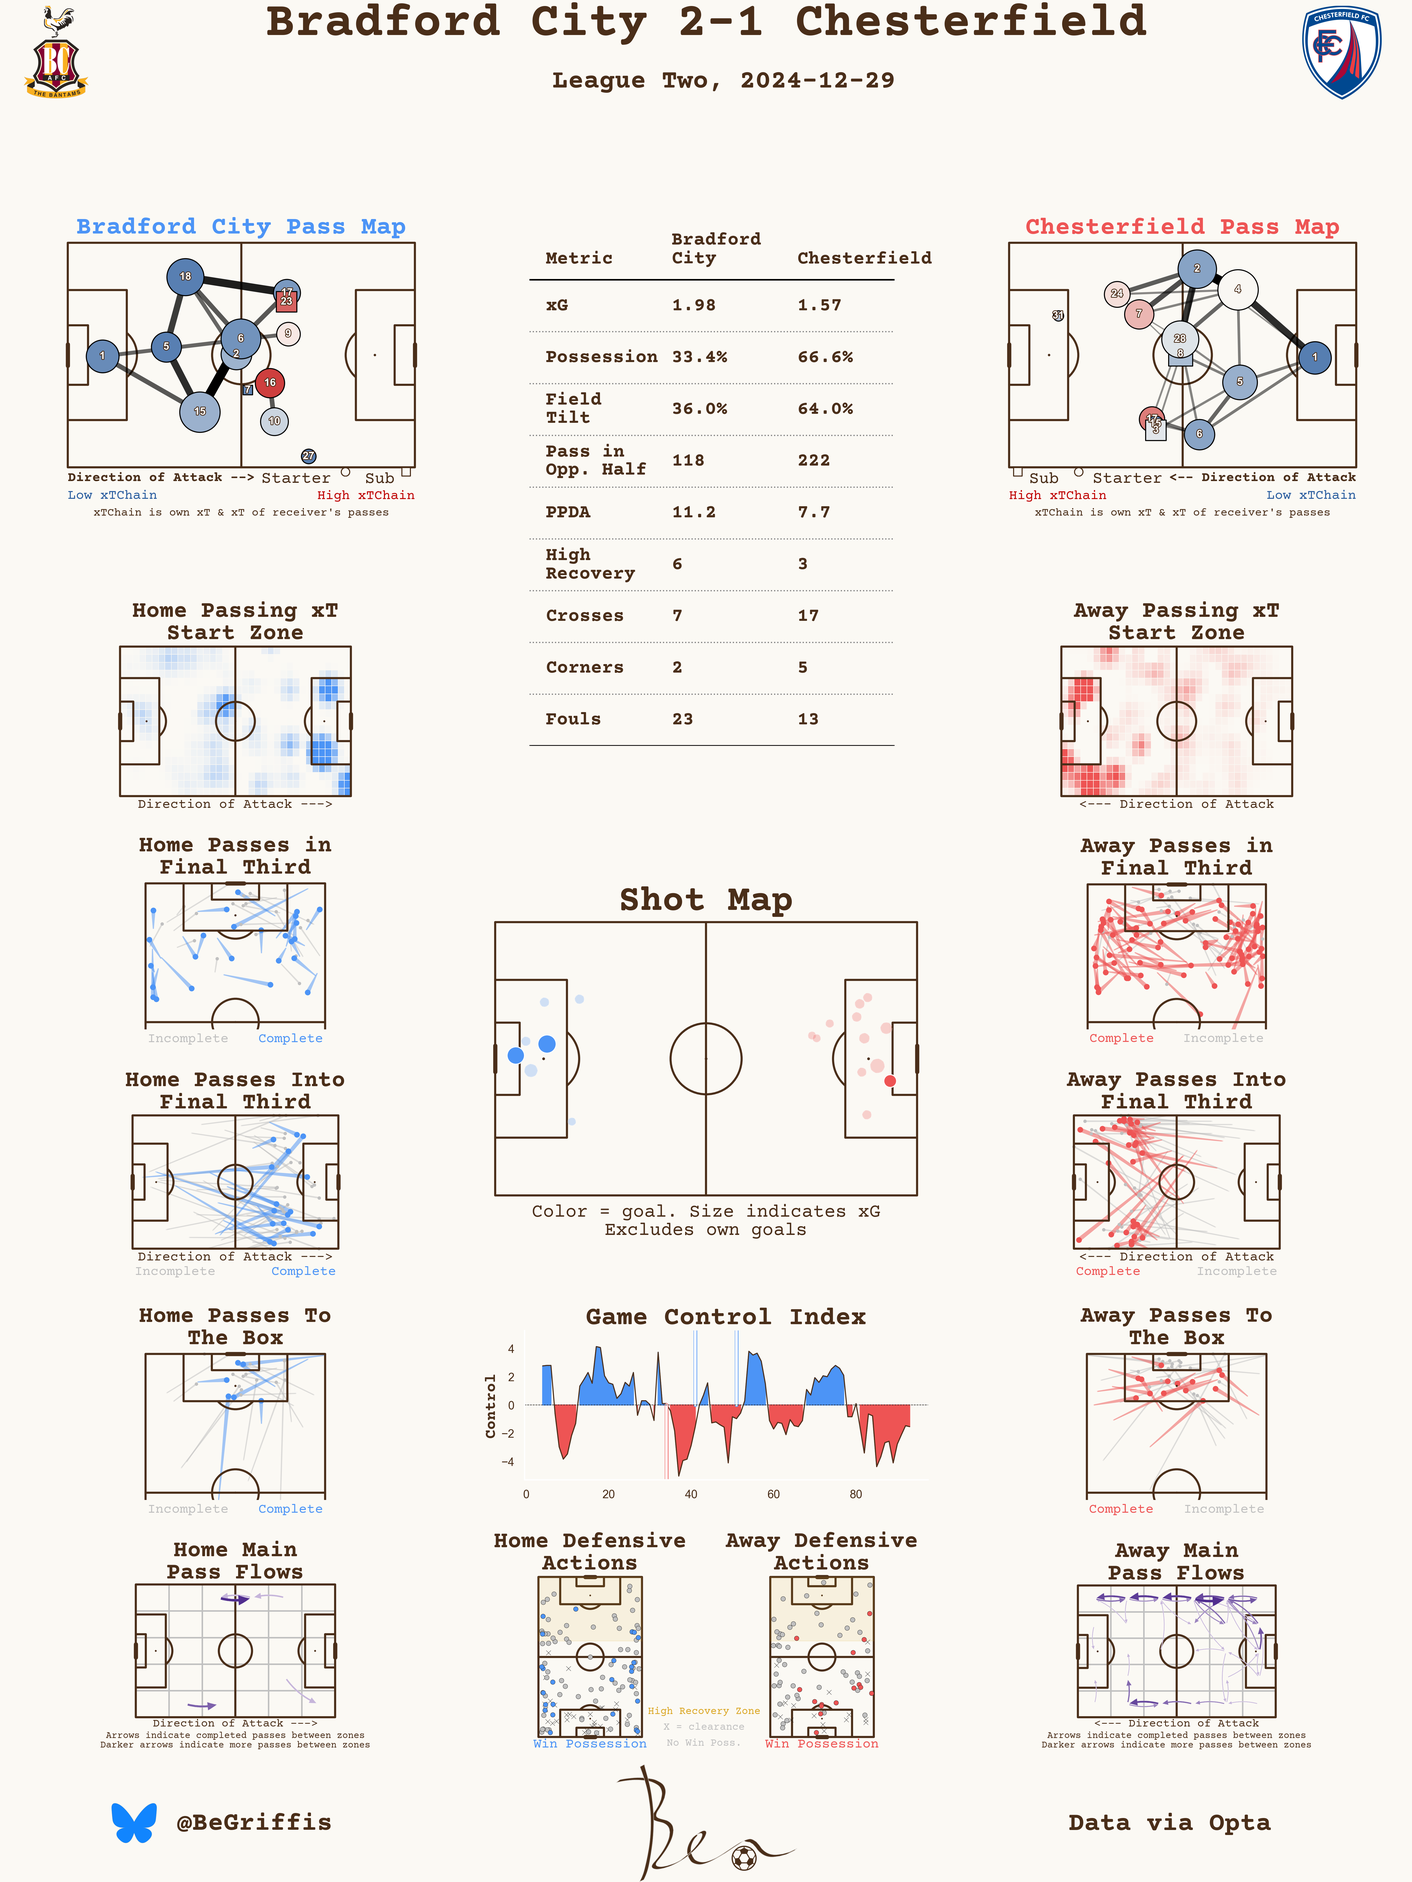 Bradford City 2-1 Chesterfield
League Two, 2024-12-29
BC
AFC
THE BANTAMS
CHESTERFIELD FC
Bradford City Pass Map
18
17
23
9
6
2
5
1
7
16
15
10
27
Direction of Attack --> Starter Sub
Low xTChain High xTChain
xTChain is own xT & xT of receiver's passes
Metric Bradford City Chesterfield
xG 1.98 1.57
Possession 33.4% 66.6%
Field Tilt 36.0% 64.0%
Pass in Opp. Half 118 222
PPDA 11.2 7.7
High Recovery 6 3
Crosses 7 17
Corners 2 5
Fouls 23 13
Chesterfield Pass Map
2
24
4
7
31
28
8
1
5
17
3
6
Sub Starter <-- Direction of Attack
High xTChain Low xTChain
xTChain is own xT & xT of receiver's passes
Home Passing xT
Start Zone
Direction of Attack --->
Away Passing xT
Start Zone
<--- Direction of Attack
Home Passes in
Final Third
Incomplete Complete
Away Passes in
Final Third
Complete Incomplete
Shot Map
Color = goal. Size indicates xG
Excludes own goals
Home Passes Into
Final Third
Direction of Attack --->
Incomplete Complete
Away Passes Into
Final Third
<--- Direction of Attack
Complete Incomplete
Home Passes To
The Box
Incomplete Complete
Game Control Index
Control
4
2
0
−2
−4
0 20 40 60 80
Away Passes To
The Box
Complete Incomplete
Home Main
Pass Flows
Direction of Attack --->
Arrows indicate completed passes between zones
Darker arrows indicate more passes between zones
Home Defensive
Actions
Win Possession
High Recovery Zone
X = clearance
No Win Poss.
Away Defensive
Actions
Win Possession
Away Main
Pass Flows
<--- Direction of Attack
Arrows indicate completed passes between zones
Darker arrows indicate more passes between zones
@BeGriffis
Ben
Data via Opta